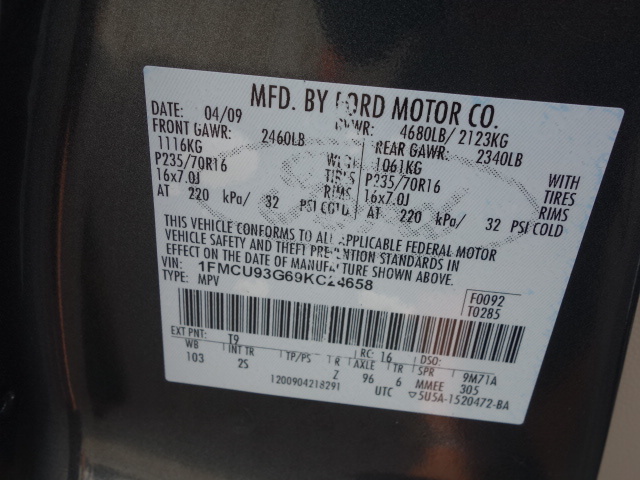 MFD. BY FORD MOTOR CO.
DATE: 04/09 GVWR: 4680LB/ 2123KG
FRONT GAWR: 2460LB REAR GAWR: 2340LB
1116KG WITH 1061KG WITH
P235/70R16 TIRES P235/70R16 TIRES
16x7.0J RIMS 16x7.0J RIMS
AT 220 kPa/ 32 PSI COLD AT 220 kPa/ 32 PSI COLD
THIS VEHICLE CONFORMS TO ALL APPLICABLE FEDERAL MOTOR
VEHICLE SAFETY AND THEFT PREVENTION STANDARDS IN
EFFECT ON THE DATE OF MANUFACTURE SHOWN ABOVE.
VIN: 1FMCU93G69KC24658
TYPE: MPV
F0092
T0285
EXT PNT: T9 RC: 16 DSO:
WB INT TR TP/PS R AXLE TR SPR 9M71A
103 2S Z 96 6 MMEE 305
1200904218291 UTC ▽5U5A-1520472-BA